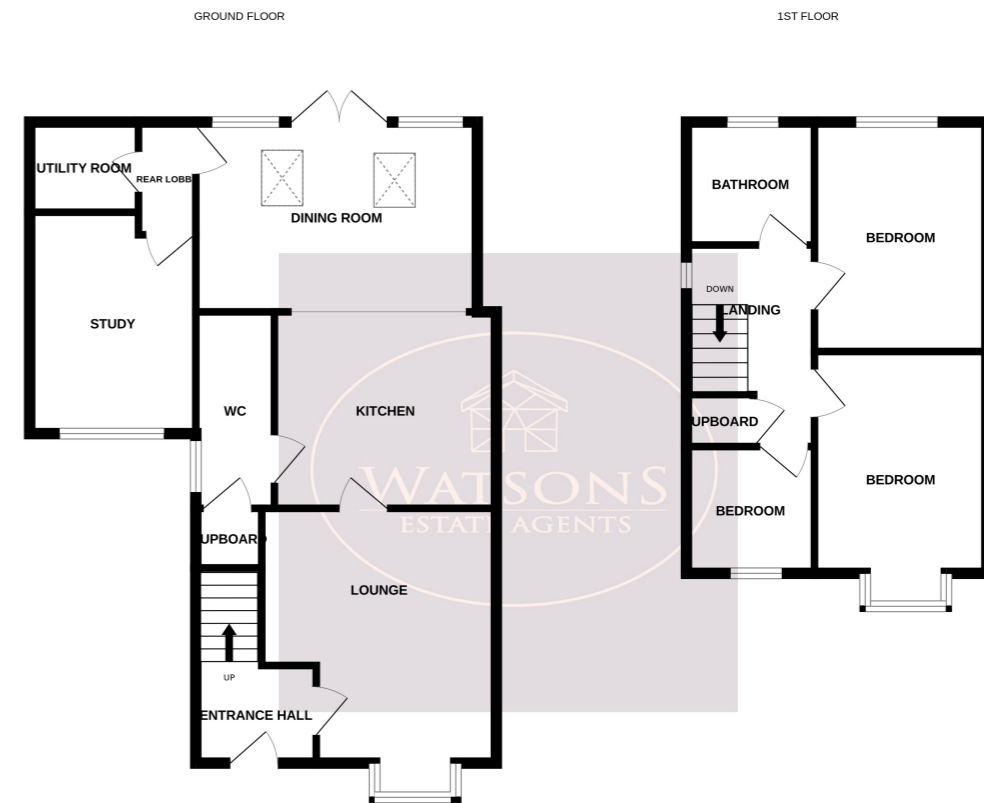 GROUND FLOOR
1ST FLOOR
UTILITY ROOM
REAR LOBB
DINING ROOM
STUDY
WC
KITCHEN
UPBOARD
LOUNGE
UP
ENTRANCE HALL
BATHROOM
BEDROOM
DOWN
LANDING
UPBOARD
BEDROOM
BEDROOM
WATSONS
ESTATE AGENTS